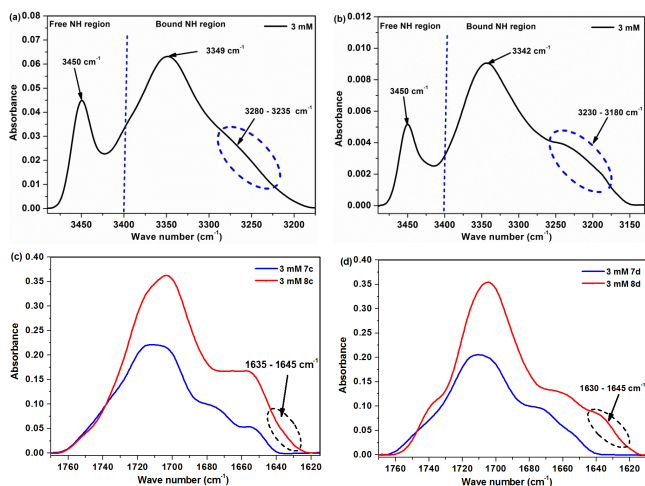 (a)
Free NH region
Bound NH region
3 mM
3450 cm⁻¹
3349 cm⁻¹
3280 - 3235 cm⁻¹
Absorbance
0.07
0.06
0.05
0.04
0.03
0.02
0.01
0.00
3450 3400 3350 3300 3250 3200
Wave number (cm⁻¹)
(b)
Free NH region
Bound NH region
3 mM
3450 cm⁻¹
3342 cm⁻¹
3230 - 3180 cm⁻¹
Absorbance
0.012
0.010
0.008
0.006
0.004
0.002
0.000
3450 3400 3350 3300 3250 3200 3150
Wave number (cm⁻¹)
(c)
3 mM 7c
3 mM 8c
1635 - 1645 cm⁻¹
Absorbance
0.40
0.35
0.30
0.25
0.20
0.15
0.10
0.05
0.00
1760 1740 1720 1700 1680 1660 1640 1620
Wave number (cm⁻¹)
(d)
3 mM 7d
3 mM 8d
1630 - 1645 cm⁻¹
Absorbance
0.40
0.35
0.30
0.25
0.20
0.15
0.10
0.05
0.00
1760 1740 1720 1700 1680 1660 1640 1620
Wave number (cm⁻¹)